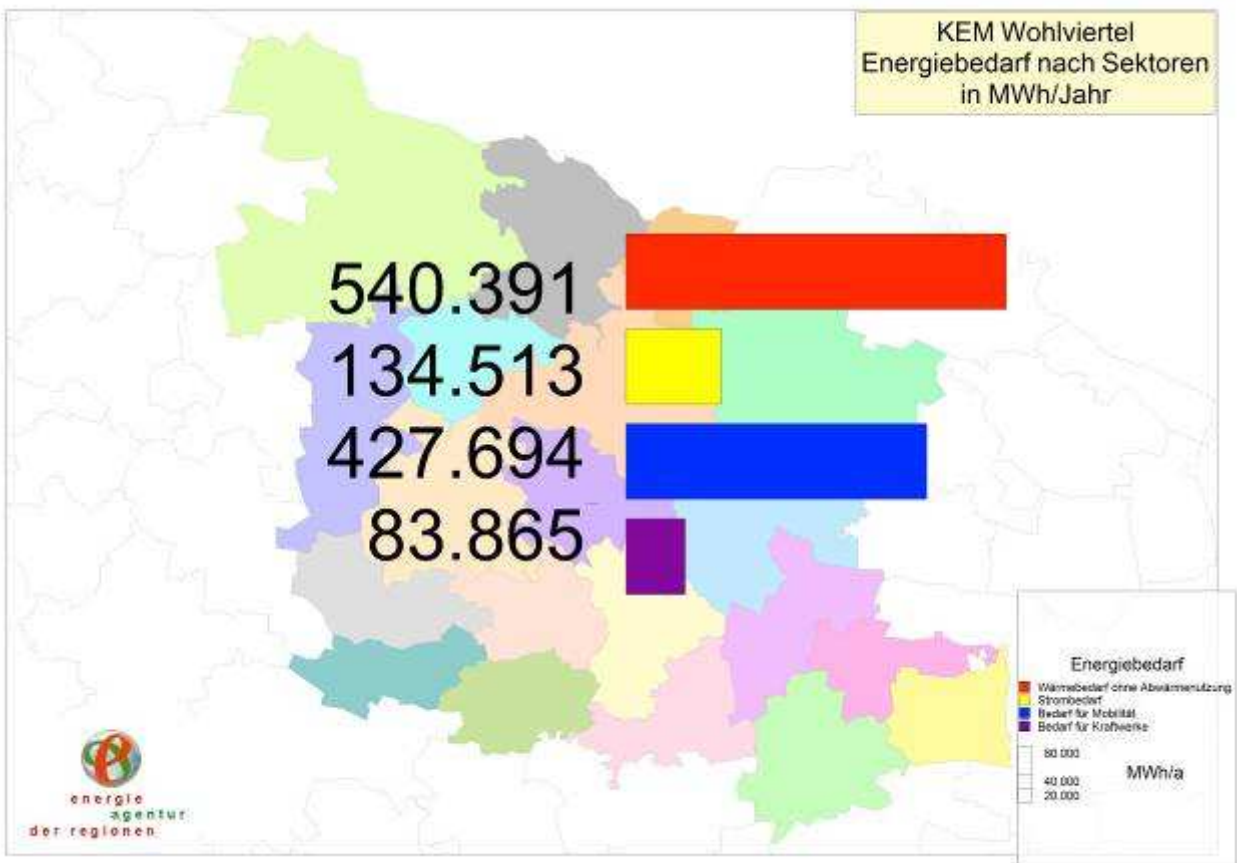 KEM Wohlviertel
Energiebedarf nach Sektoren
in MWh/Jahr
540.391
134.513
427.694
83.865
Energiebedarf
Wärmebedarf ohne Abwärmenutzung
Strombedarf
Bedarf für Mobilität
Bedarf für Kraftwerke
80.000
40.000
20.000
MWh/a
energie
agentur
der regionen